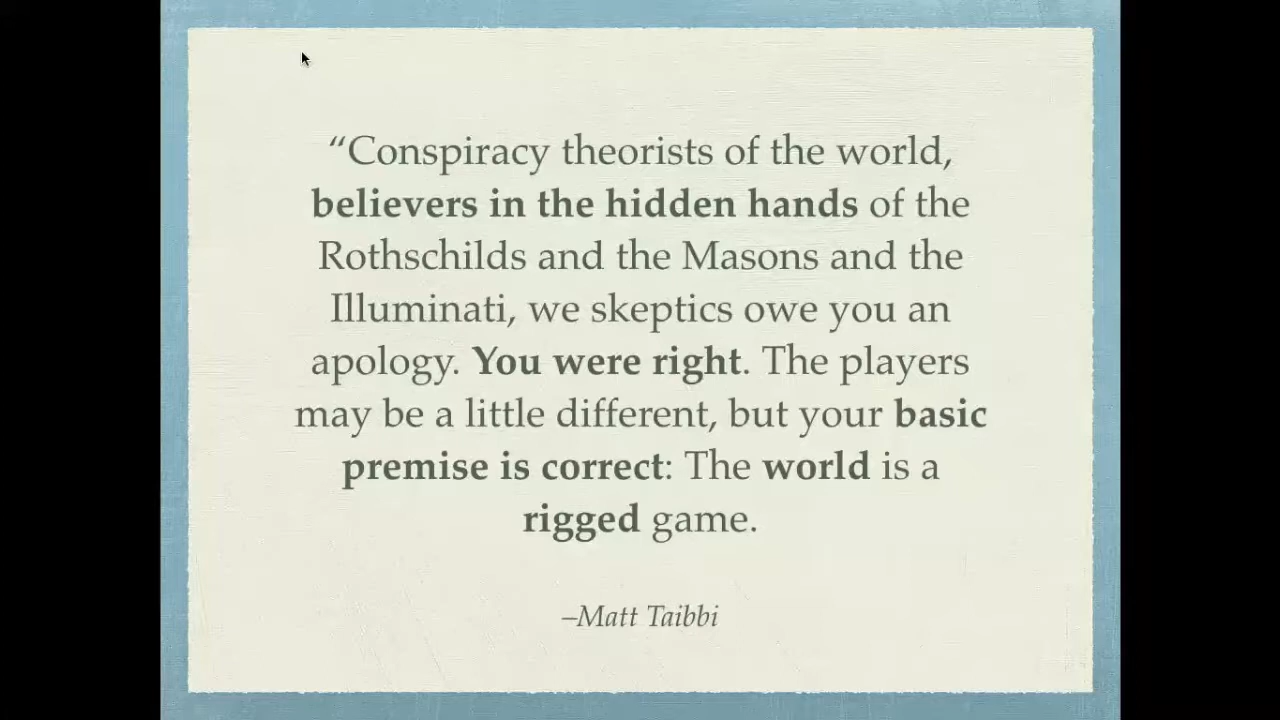 “Conspiracy theorists of the world,
believers in the hidden hands of the
Rothschilds and the Masons and the
Illuminati, we skeptics owe you an
apology. You were right. The players
may be a little different, but your basic
premise is correct: The world is a
rigged game.
–Matt Taibbi